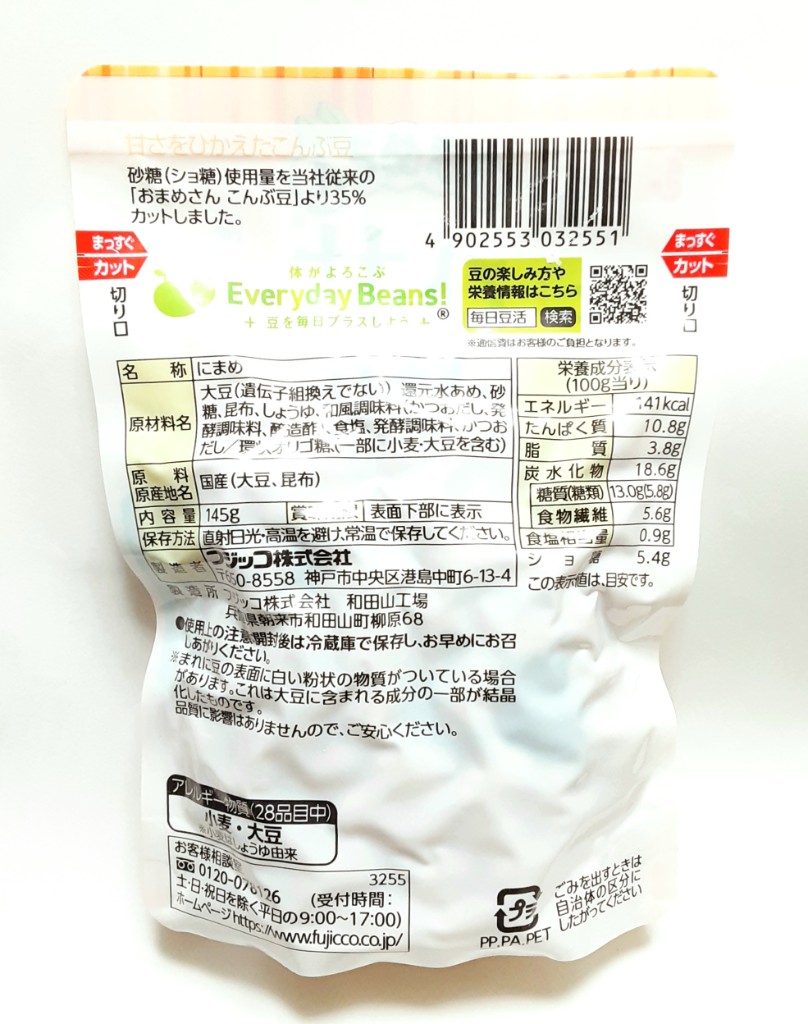 甘さをひかえたこんぶ豆
砂糖(ショ糖)使用量を当社従来の
「おまめさん こんぶ豆」より35%
カットしました。
4 902553 032551
まっすぐ
カット
切り口
まっすぐ
カット
切り口
体がよろこぶ
Everyday Beans!®
+ 豆を毎日プラスしよう +
豆の楽しみ方や
栄養情報はこちら
毎日豆活 検索
※通信費はお客様のご負担となります。
名 称 にまめ
原材料名 大豆(遺伝子組換えでない)、還元水あめ、砂
糖、昆布、しょうゆ、和風調味料(かつおだし、発
酵調味料、醸造酢)、食塩、発酵調味料、かつお
だし/環状オリゴ糖、(一部に小麦・大豆を含む)
原料
原産地名 国産(大豆、昆布)
内容量 145g 賞味期限 表面下部に表示
保存方法 直射日光・高温を避け、常温で保存してください。
製造者 フジッコ株式会社
〒650-8558 神戸市中央区港島中町6-13-4
製造所 フジッコ株式会社 和田山工場
兵庫県朝来市和田山町柳原68
栄養成分表示
(100g当り)
エネルギー 141kcal
たんぱく質 10.8g
脂質 3.8g
炭水化物 18.6g
糖質(糖類) 13.0g(5.8g)
食物繊維 5.6g
食塩相当量 0.9g
ショ糖 5.4g
この表示値は、目安です。
●使用上の注意 開封後は冷蔵庫で保存し、お早めにお召
しあがりください。
※まれに豆の表面に白い粉状の物質がついている場合
があります。これは大豆に含まれる成分の一部が結晶
化したものです。
品質に影響はありませんので、ご安心ください。
アレルギー物質(28品目中)
小麦・大豆
※小麦はしょうゆ由来
お客様相談
3255
(受付時間:
土・日・祝日を除く平日の9:00~17:00)
ホームページ https://www.fujicco.co.jp/
プラ
PP.PA.PET
ごみを出すときは
自治体の区分に
したがってください